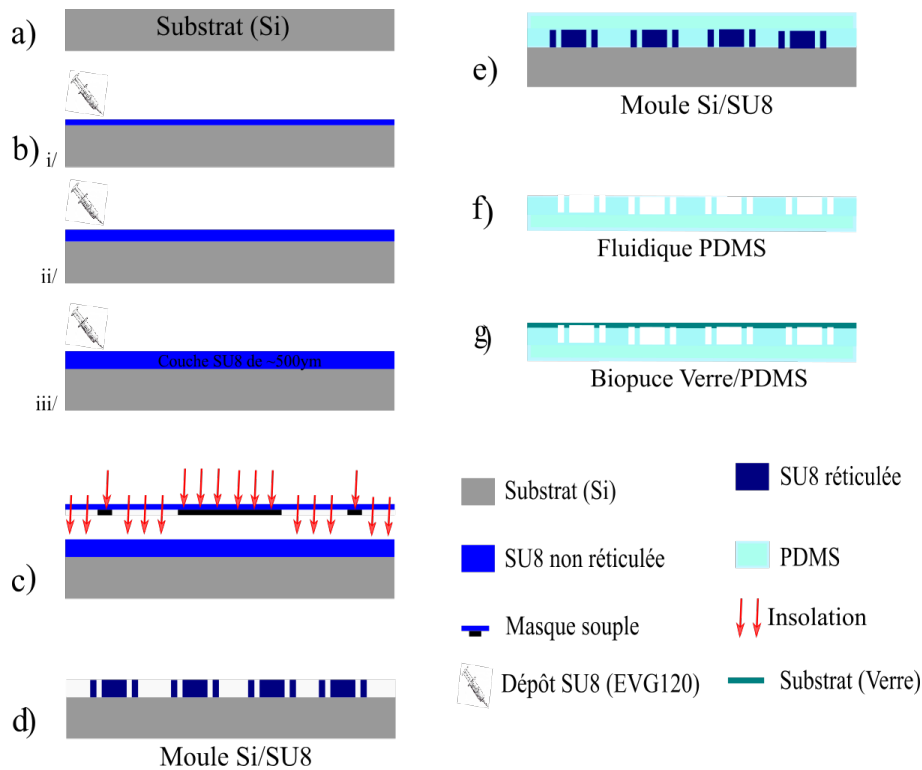 a)
Substrat (Si)
b)
i/
ii/
Couche SU8 de ~500ym
iii/
c)
d)
Moule Si/SU8
e)
Moule Si/SU8
f)
Fluidique PDMS
g)
Biopuce Verre/PDMS
Substrat (Si)
SU8 réticulée
SU8 non réticulée
PDMS
Masque souple
Insolation
Dépôt SU8 (EVG120)
Substrat (Verre)